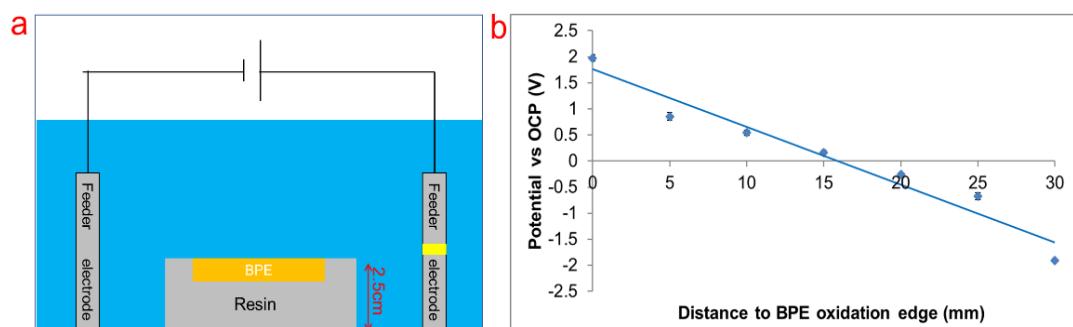 a
Feeder
electrode
BPE
Resin
2.5cm
Feeder
electrode
b
Potential vs OCP (V)
2.5
2
1.5
1
0.5
0
-0.5
-1
-1.5
-2
-2.5
0 5 10 15 20 25 30
Distance to BPE oxidation edge (mm)